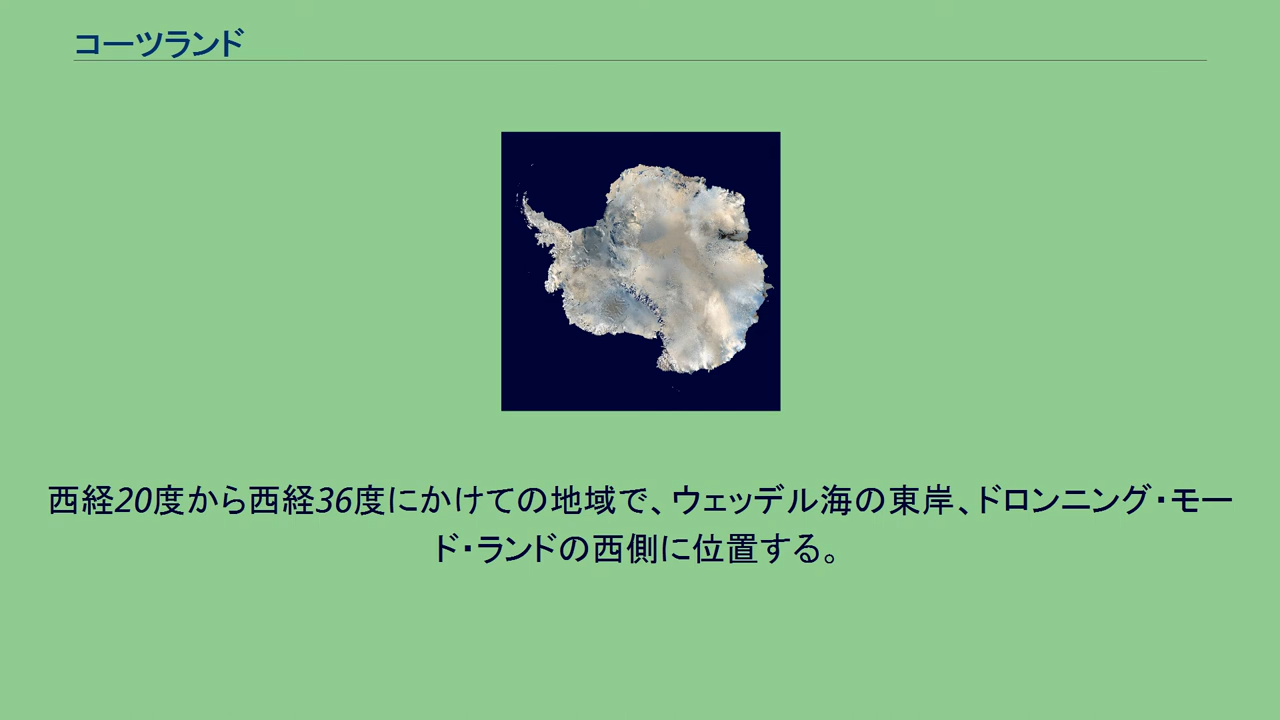 コーツランド
西経20度から西経36度にかけての地域で、ウェッデル海の東岸、ドロンニング・モー
ド・ランドの西側に位置する。